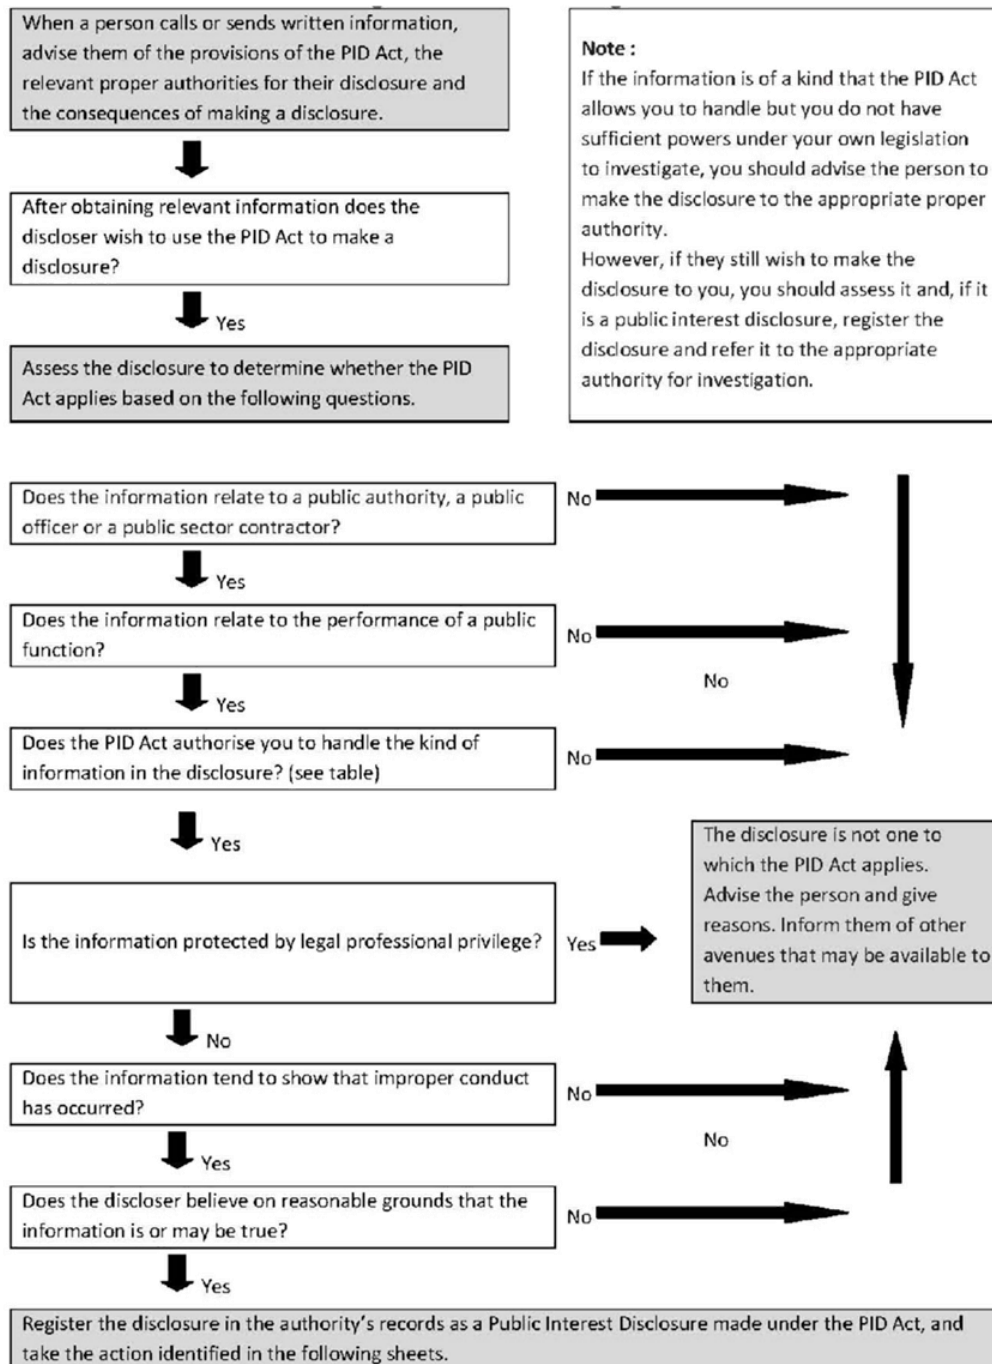 When a person calls or sends written information,
advise them of the provisions of the PID Act, the
relevant proper authorities for their disclosure and
the consequences of making a disclosure.
After obtaining relevant information does the
discloser wish to use the PID Act to make a
disclosure?
Yes
Assess the disclosure to determine whether the PID
Act applies based on the following questions.
Note :
If the information is of a kind that the PID Act
allows you to handle but you do not have
sufficient powers under your own legislation
to investigate, you should advise the person to
make the disclosure to the appropriate proper
authority.
However, if they still wish to make the
disclosure to you, you should assess it and, if it
is a public interest disclosure, register the
disclosure and refer it to the appropriate
authority for investigation.
Does the information relate to a public authority, a public
officer or a public sector contractor?
No
Yes
Does the information relate to the performance of a public
function?
No
No
Yes
Does the PID Act authorise you to handle the kind of
information in the disclosure? (see table)
No
Yes
The disclosure is not one to
which the PID Act applies.
Advise the person and give
reasons. Inform them of other
avenues that may be available to
them.
Is the information protected by legal professional privilege?
Yes
No
Does the information tend to show that improper conduct
has occurred?
No
No
Yes
Does the discloser believe on reasonable grounds that the
information is or may be true?
No
Yes
Register the disclosure in the authority's records as a Public Interest Disclosure made under the PID Act, and
take the action identified in the following sheets.